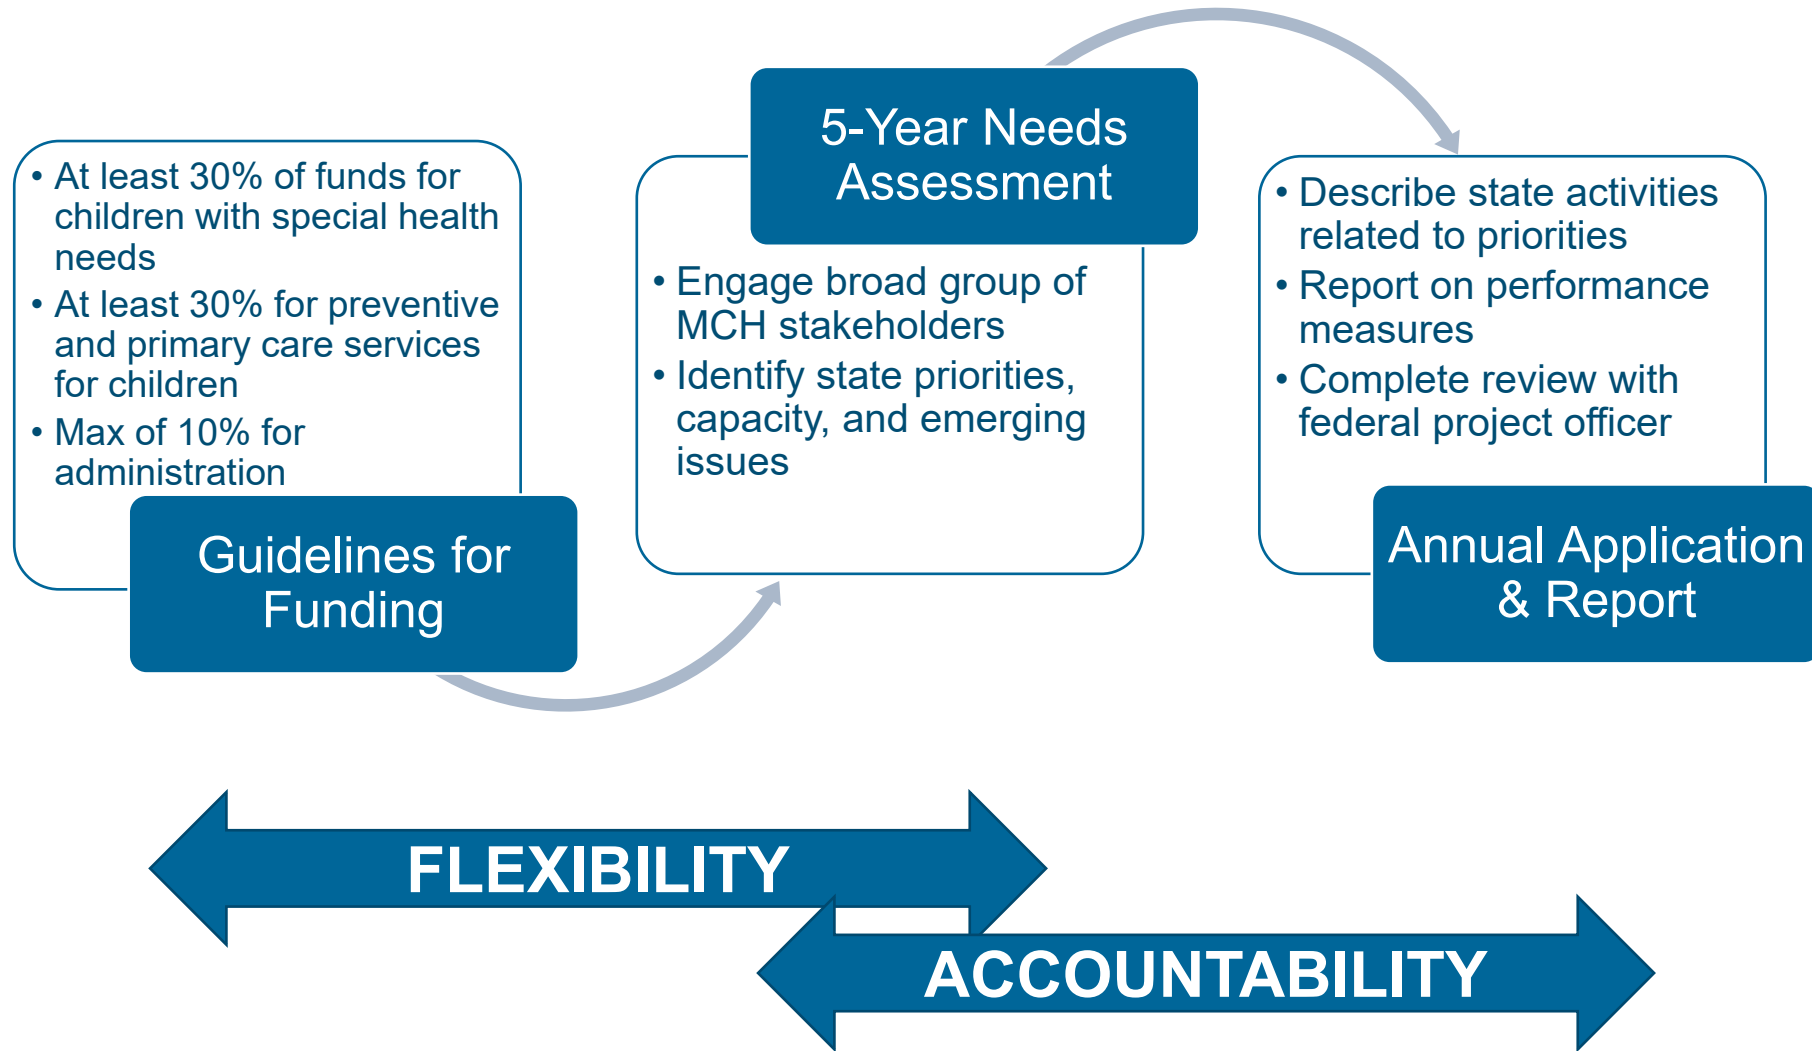 • At least 30% of funds for
children with special health
needs
• At least 30% for preventive
and primary care services
for children
• Max of 10% for
administration
Guidelines for
Funding
5-Year Needs
Assessment
• Engage broad group of
MCH stakeholders
• Identify state priorities,
capacity, and emerging
issues
• Describe state activities
related to priorities
• Report on performance
measures
• Complete review with
federal project officer
Annual Application
& Report
FLEXIBILITY
ACCOUNTABILITY